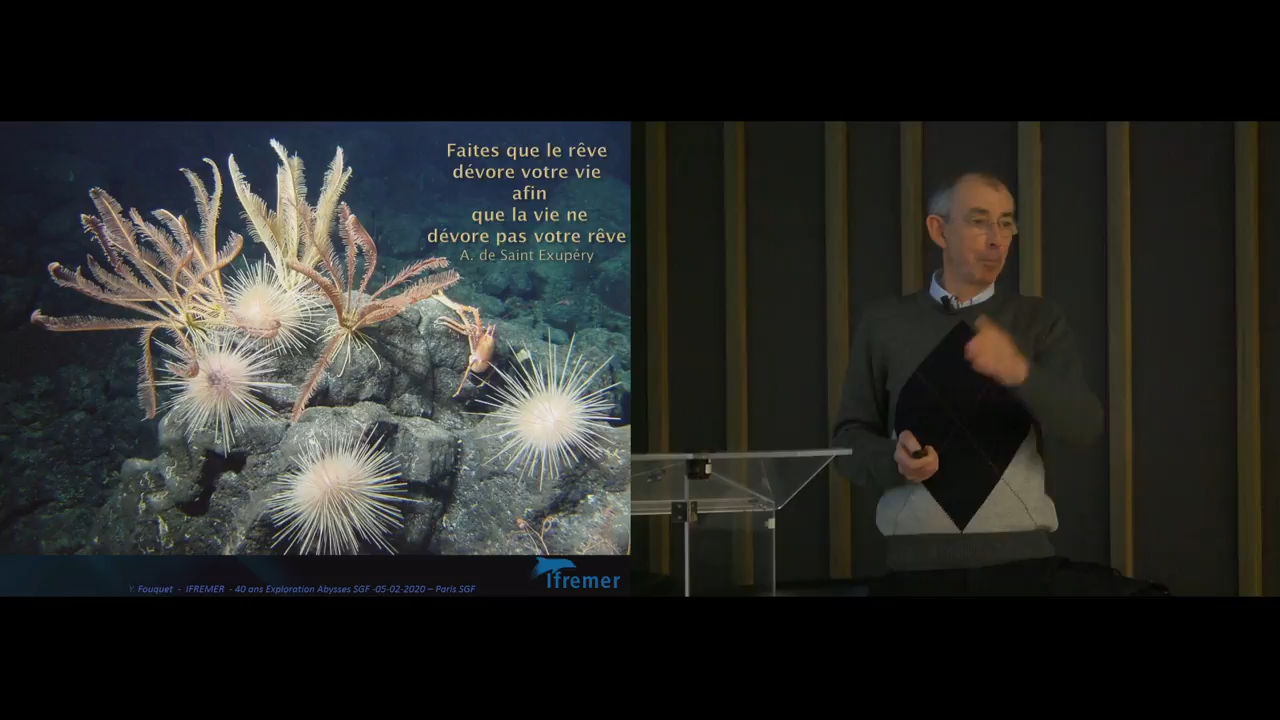 Faites que le rêve
dévore votre vie
afin
que la vie ne
dévore pas votre rêve
A. de Saint Exupéry
Ifremer
Y. Fouquet - IFREMER - 40 ans Exploration Abysses SGF -05-02-2020 – Paris SGF